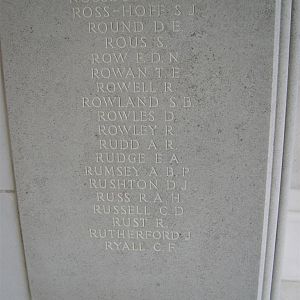 ROSS-HOFF S.J.
ROUND D.E.
ROUS S.
ROW P.D.N.
ROWAN T.E.
ROWELL R.
ROWLAND S.B.
ROWLES D.
ROWLEY R.
RUDD A.R.
RUDGE E.A.
RUMSEY A.B.P.
RUSHTON D.J.
RUSS R.A.H.
RUSSELL C.D.
RUST R.
RUTHERFORD J.
RYALL C.F.